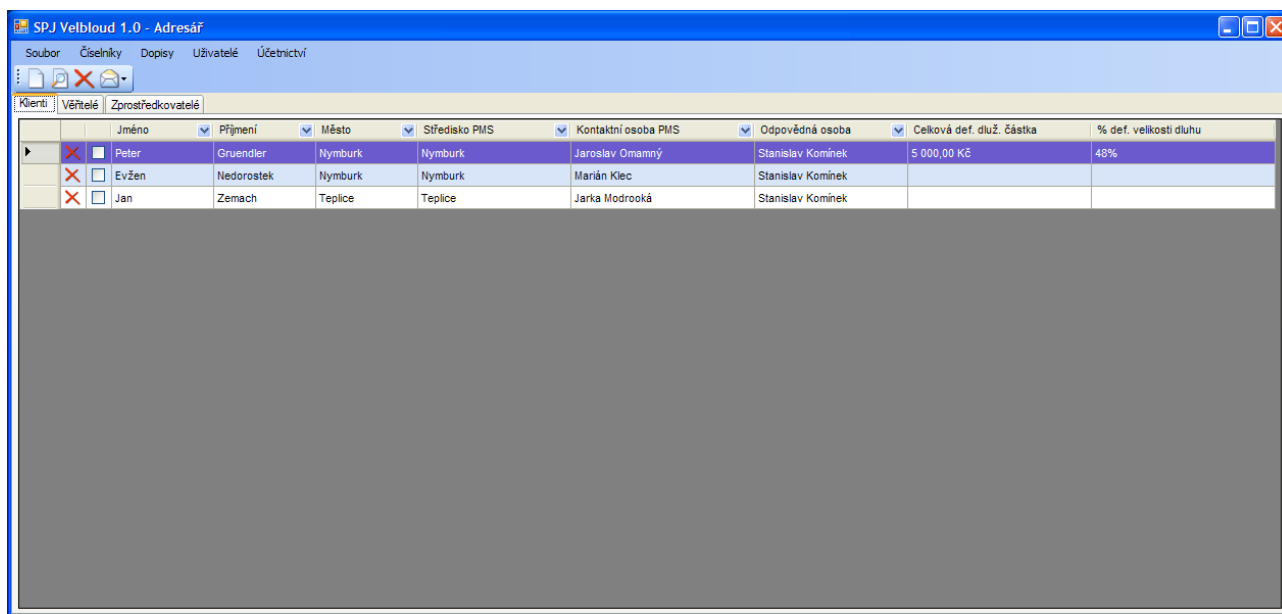 SPJ Velbloud 1.0 - Adresář
Soubor Číselníky Dopisy Uživatelé Účetnictví
Klienti Věřitelé Zprostředkovatelé
Jméno Příjmení Město Středisko PMS Kontaktní osoba PMS Odpovědná osoba Celková def. dluž. částka % def. velikosti dluhu
Peter Gruendler Nymburk Nymburk Jaroslav Omamný Stanislav Komínek 5 000,00 Kč 48%
Evžen Nedorostek Nymburk Nymburk Marián Klec Stanislav Komínek
Jan Zemach Teplice Teplice Jarka Modrooká Stanislav Komínek